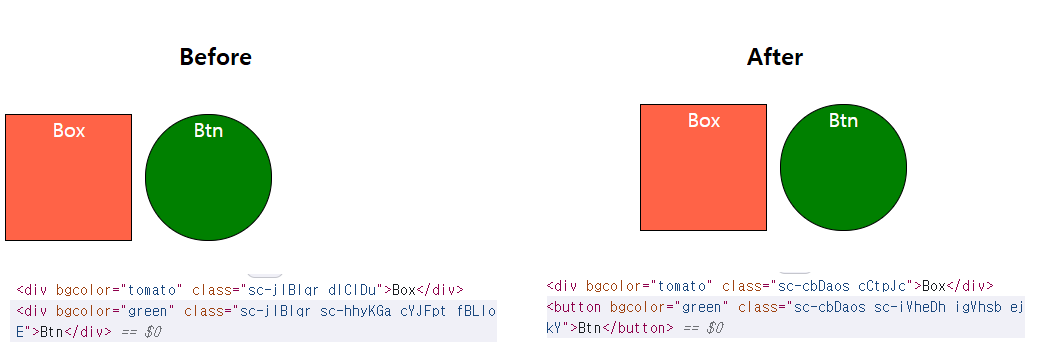 Before
Box
Btn
<div bgcolor="tomato" class="sc-jIBlqr dlClDu">Box</div>
<div bgcolor="green" class="sc-jIBlqr sc-hhyKGa cYJFpt fBLlo
E">Btn</div> == $0
After
Box
Btn
<div bgcolor="tomato" class="sc-cbDaos cCtpJc">Box</div>
<button bgcolor="green" class="sc-cbDaos sc-iVheDh igVhsb ej
kY">Btn</button> == $0